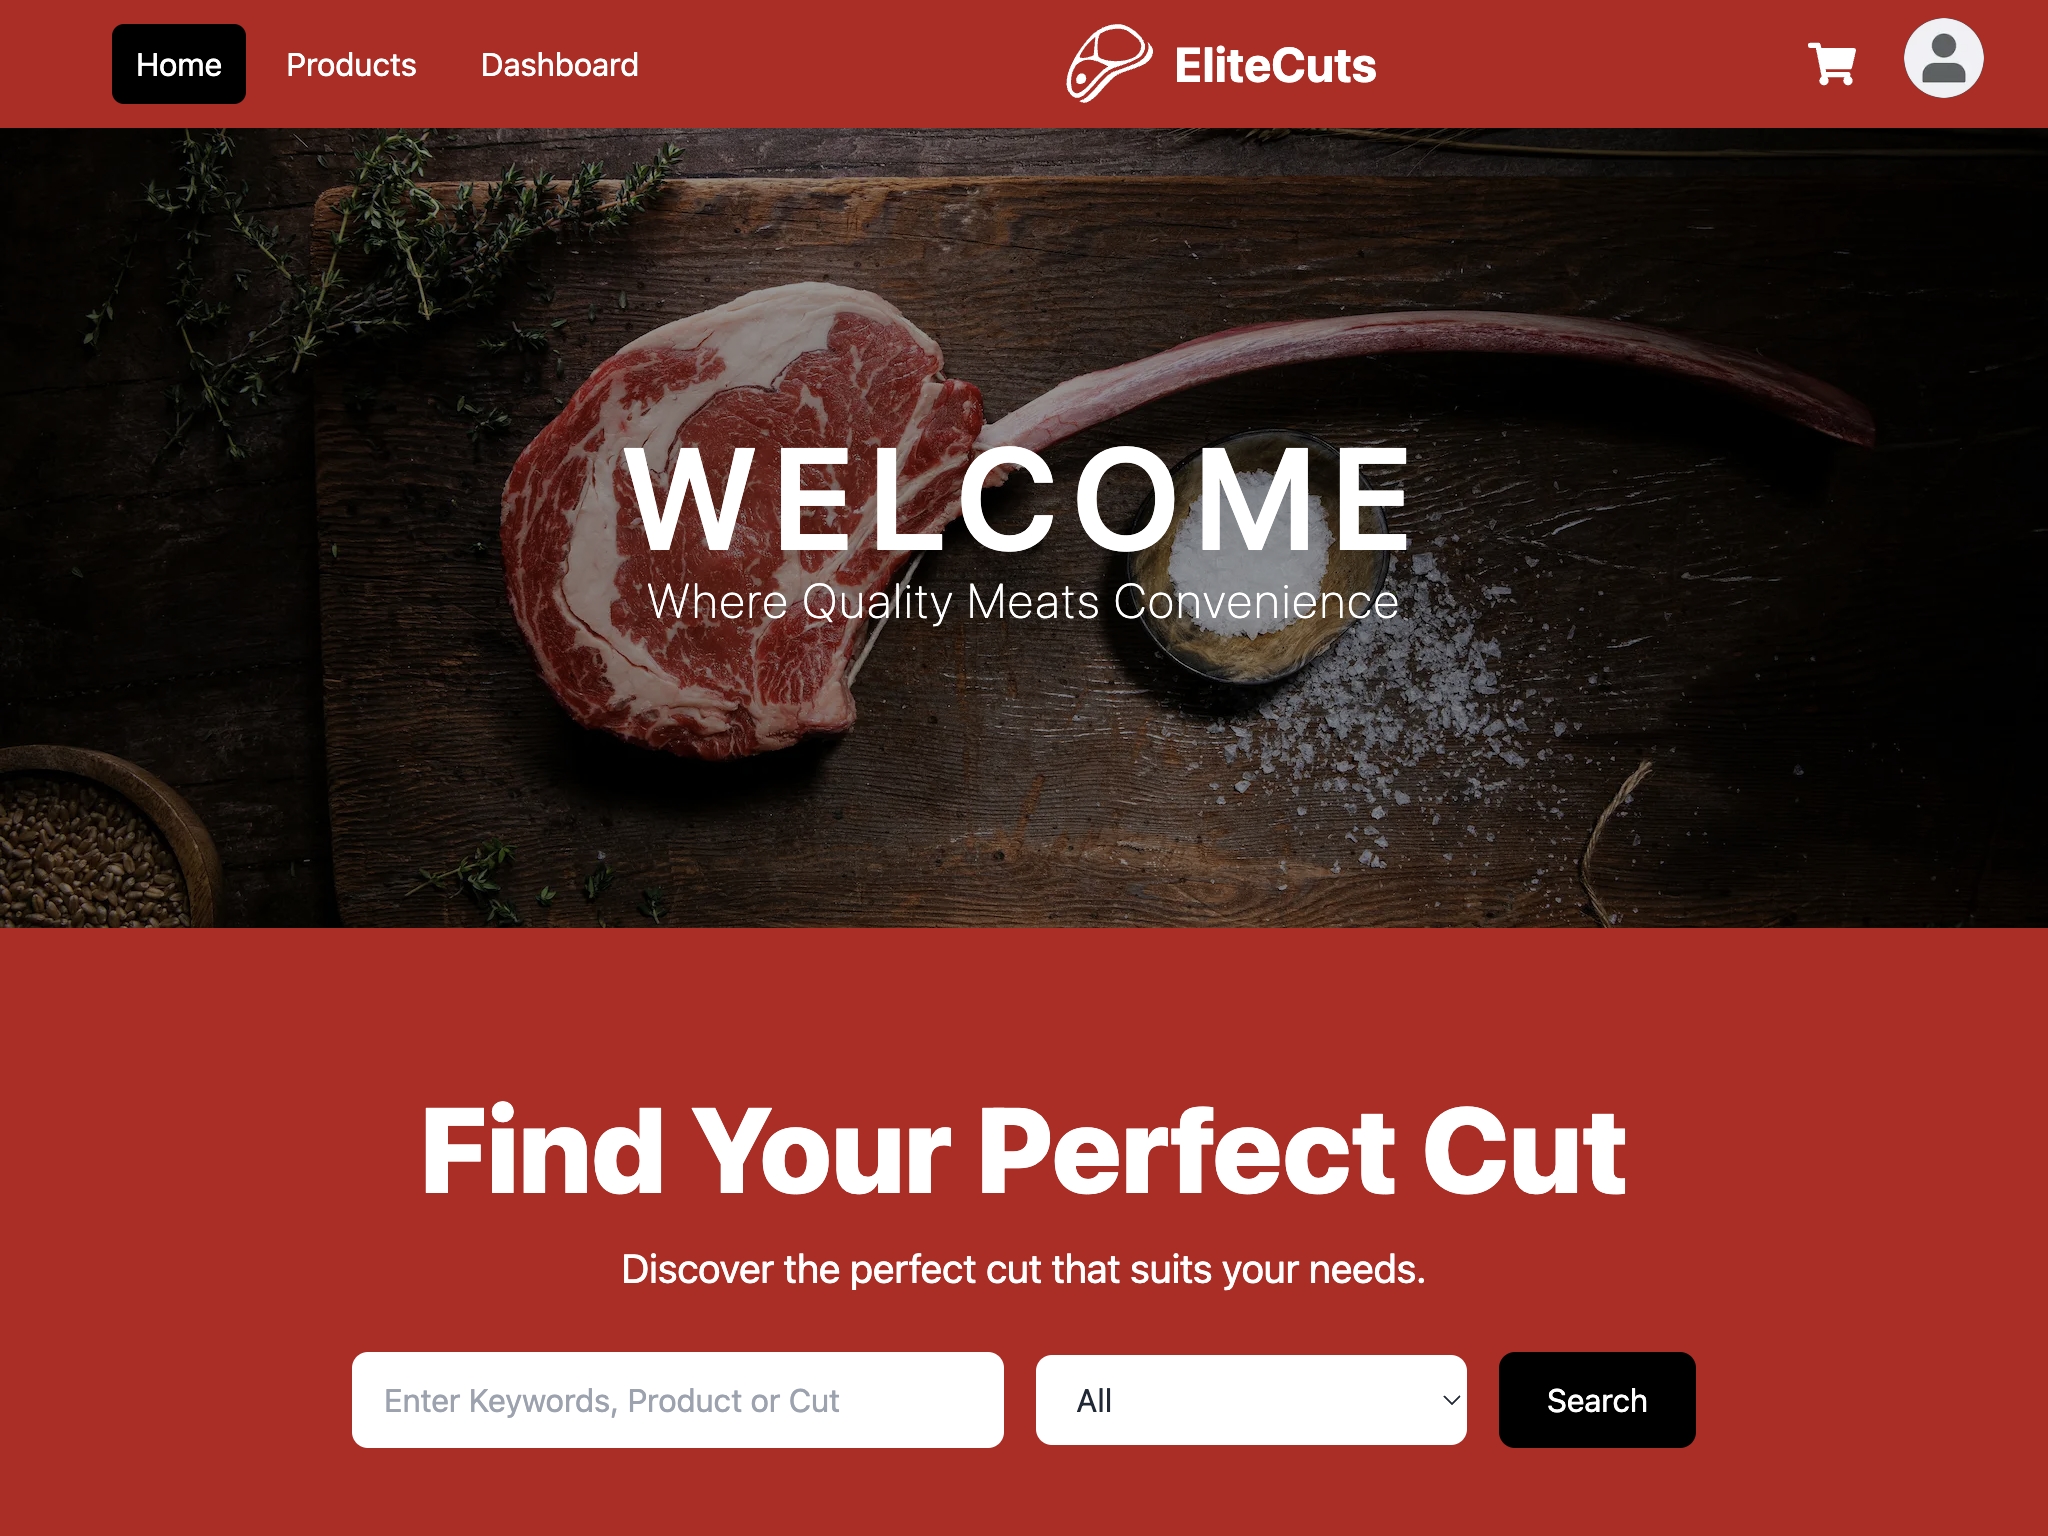 Home
Products
Dashboard
EliteCuts
WELCOME
Where Quality Meats Convenience
Find Your Perfect Cut
Discover the perfect cut that suits your needs.
Enter Keywords, Product or Cut
All
Search